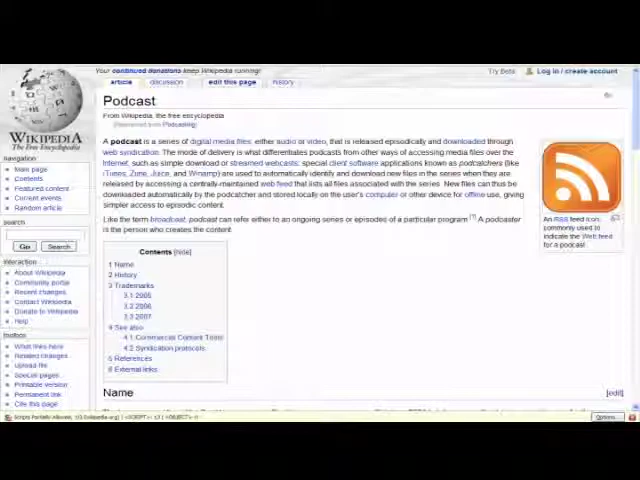 Your continued donations keep Wikipedia running!
Try Beta
Log in / create account
article
discussion
edit this page
history
Podcast
From Wikipedia, the free encyclopedia
(Redirected from Podcasting)
A podcast is a series of digital media files, either audio or video, that is released episodically and downloaded through
web syndication. The mode of delivery is what differentiates podcasts from other ways of accessing media files over the
Internet, such as simple download or streamed webcasts: special client software applications known as podcatchers (like
iTunes, Zune, Juice, and Winamp) are used to automatically identify and download new files in the series when they are
released by accessing a centrally-maintained web feed that lists all files associated with the series. New files can thus be
downloaded automatically by the podcatcher and stored locally on the user's computer or other device for offline use, giving
simpler access to episodic content.
Like the term broadcast, podcast can refer either to an ongoing series or episodes of a particular program.[1] A podcaster
is the person who creates the content.
An RSS feed icon,
commonly used to
indicate the Web feed
for a podcast.
Contents [hide]
1 Name
2 History
3 Trademarks
3.1 2005
3.2 2006
3.3 2007
4 See also
4.1 Commercial Content Tools
4.2 Syndication protocols
5 References
6 External links
Name
[edit]
WIKIPEDIA
The Free Encyclopedia
navigation
Main page
Contents
Featured content
Current events
Random article
search
Go
Search
interaction
About Wikipedia
Community portal
Recent changes
Contact Wikipedia
Donate to Wikipedia
Help
toolbox
What links here
Related changes
Upload file
Special pages
Printable version
Permanent link
Cite this page
Scripts Partially Allowed,
Options...